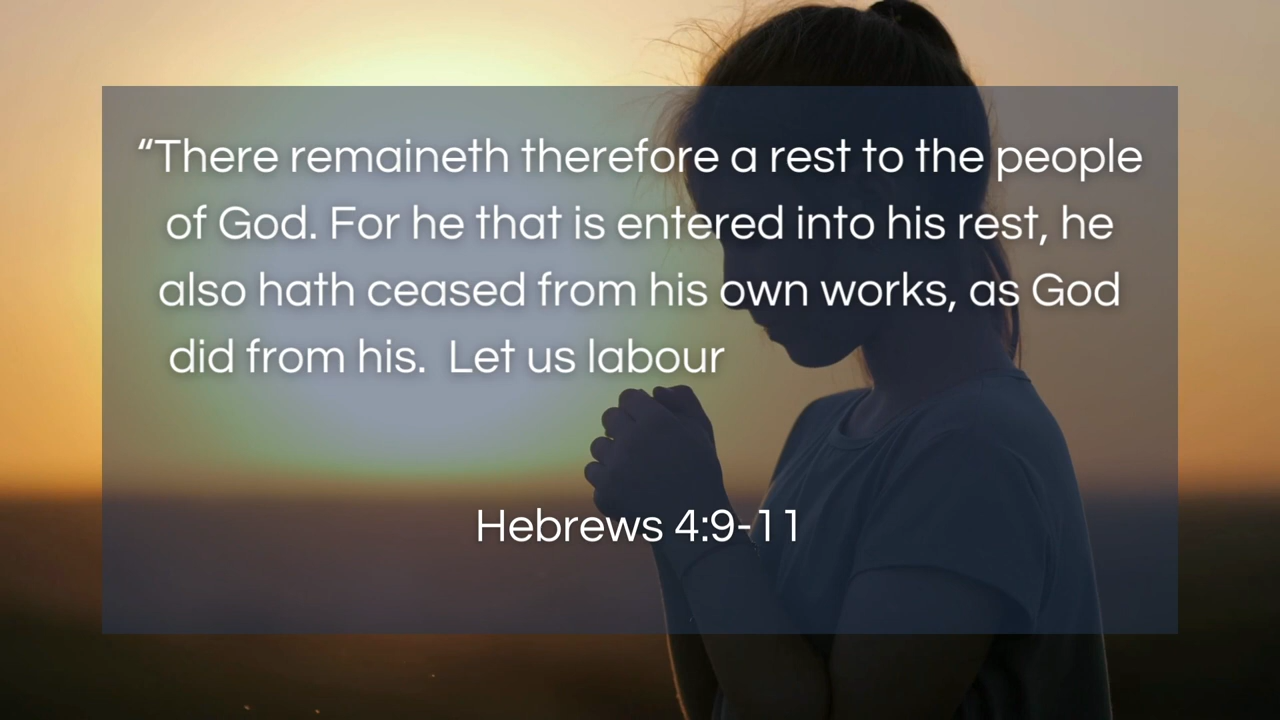 “There remaineth therefore a rest to the people
of God. For he that is entered into his rest, he
also hath ceased from his own works, as God
did from his.  Let us labour
Hebrews 4:9-11